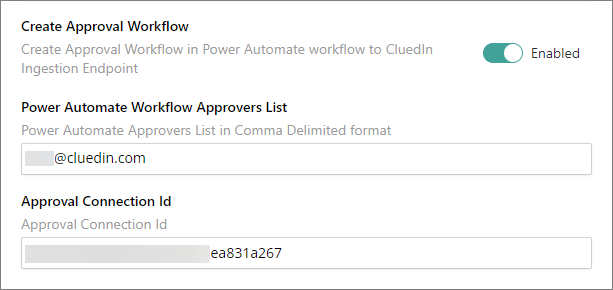 Create Approval Workflow
Create Approval Workflow in Power Automate workflow to CluedIn
Ingestion Endpoint
Enabled
Power Automate Workflow Approvers List
Power Automate Approvers List in Comma Delimited format
@cluedin.com
Approval Connection Id
Approval Connection Id
ea831a267